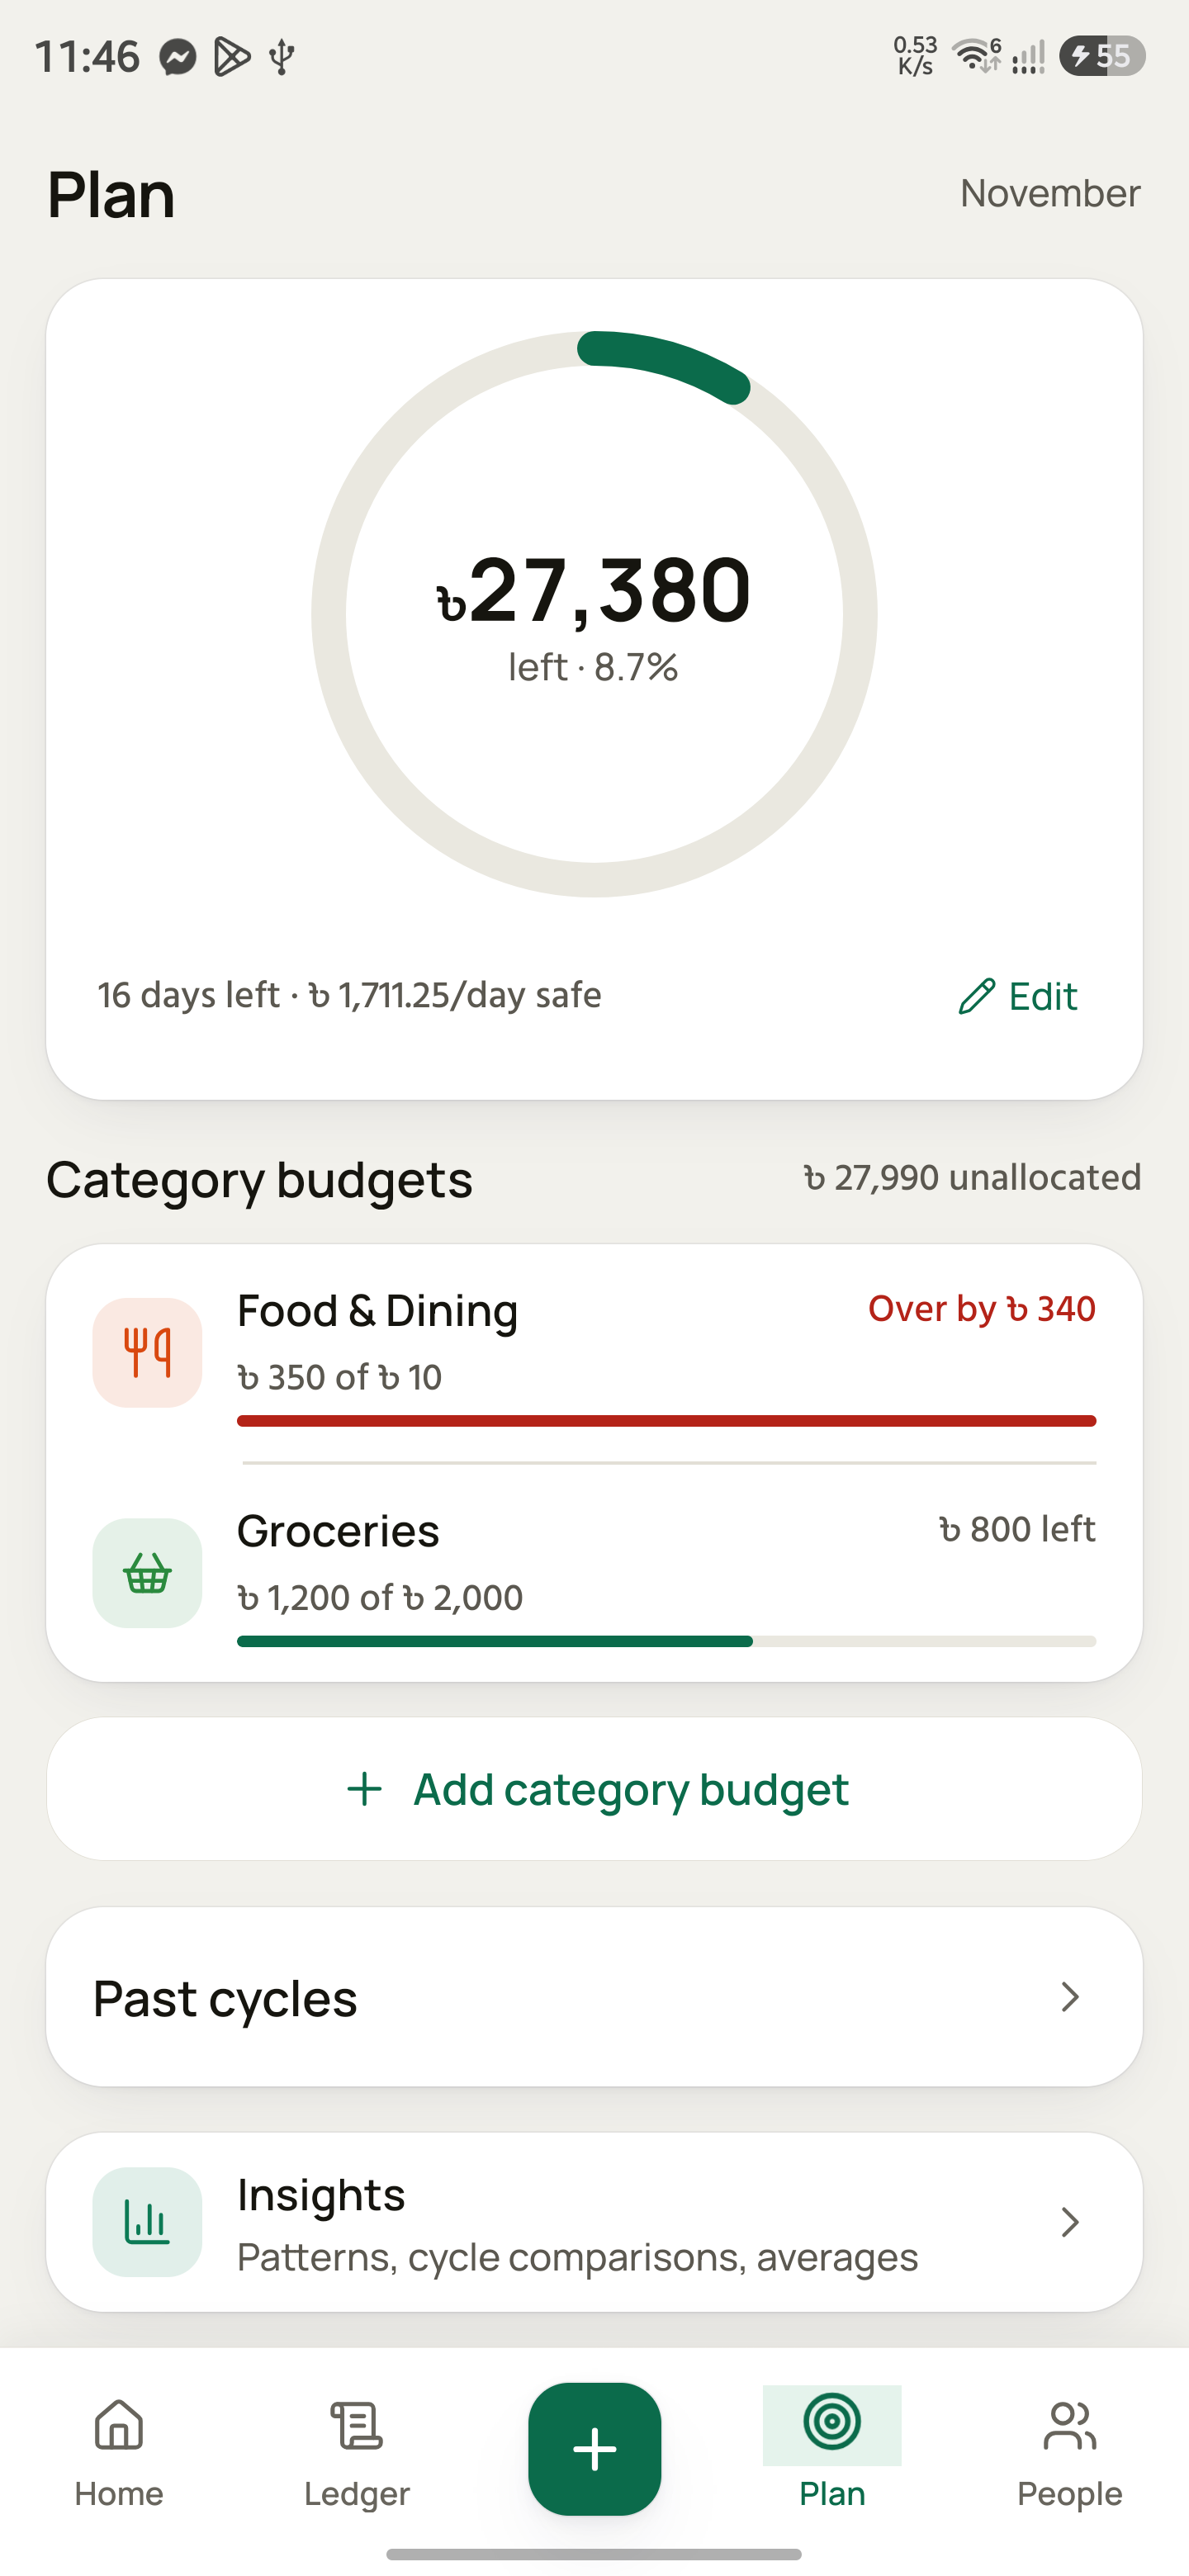 11:46
0.53 K/s
6
55
Plan
November
৳27,380
left · 8.7%
16 days left · ৳ 1,711.25/day safe
Edit
Category budgets
৳ 27,990 unallocated
Food & Dining
Over by ৳ 340
৳ 350 of ৳ 10
Groceries
৳ 800 left
৳ 1,200 of ৳ 2,000
+ Add category budget
Past cycles
Insights
Patterns, cycle comparisons, averages
Home
Ledger
Plan
People